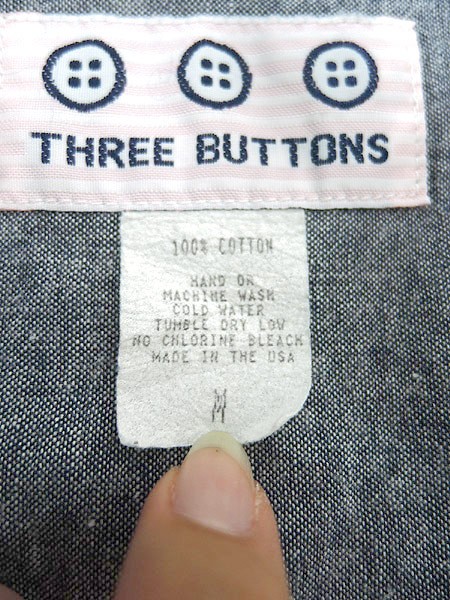 THREE BUTTONS
100% COTTON
HAND OR
MACHINE WASH
COLD WATER
TUMBLE DRY LOW
NO CHLORINE BLEACH
MADE IN THE USA
M